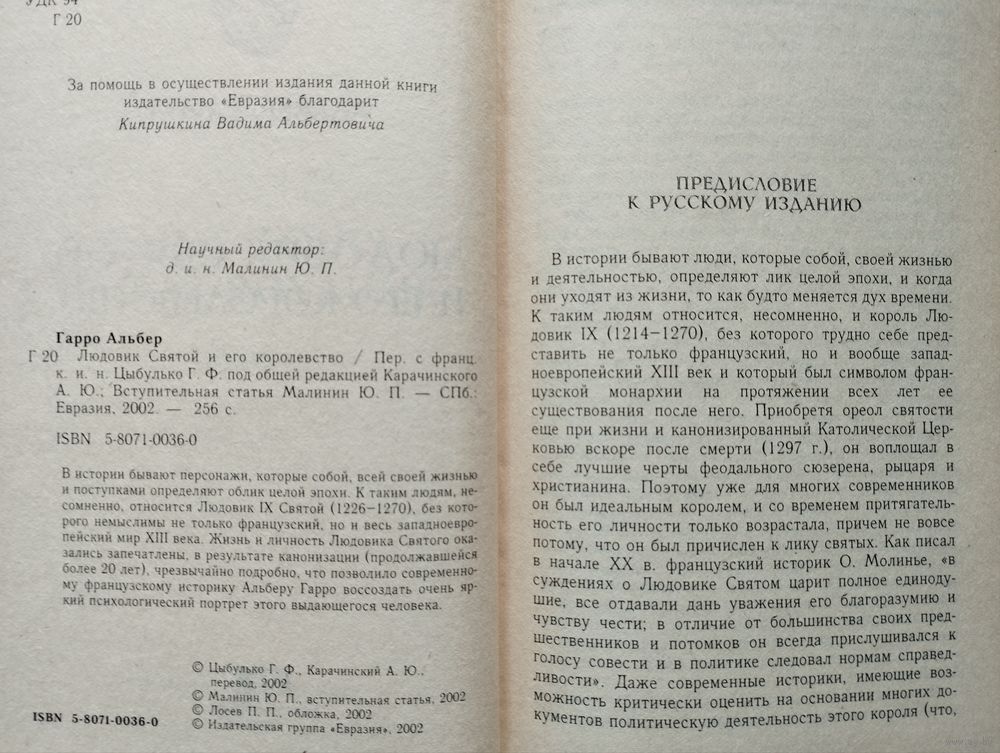 УДК 94
Г 20
За помощь в осуществлении издания данной книги
издательство «Евразия» благодарит
Кипрушкина Вадима Альбертовича
Научный редактор:
д. и. н. Малинин Ю. П.
Гарро Альбер
Г 20 Людовик Святой и его королевство / Пер. с франц.
к. и. н. Цыбулько Г. Ф. под общей редакцией Карачинского
А. Ю.; Вступительная статья Малинин Ю. П. — СПб.:
Евразия, 2002. — 256 с.
ISBN 5-8071-0036-0
В истории бывают персонажи, которые собой, всей своей жизнью
и поступками определяют облик целой эпохи. К таким людям, не-
сомненно, относится Людовик IX Святой (1226–1270), без кото-
рого немыслимы не только французский, но и весь западноевро-
пейский мир XIII века. Жизнь и личность Людовика Святого ока-
зались запечатлены, в результате канонизации (продолжавшейся
более 20 лет), чрезвычайно подробно, что позволило современно-
му французскому историку Альберу Гарро воссоздать очень яр-
кий психологический портрет этого выдающегося человека.
© Цыбулько Г. Ф., Карачинский А. Ю.,
перевод, 2002
© Малинин Ю. П., вступительная статья, 2002
© Лосев П. П., обложка, 2002
ISBN 5-8071-0036-0
© Издательская группа «Евразия», 2002
ПРЕДИСЛОВИЕ
К РУССКОМУ ИЗДАНИЮ
В истории бывают люди, которые собой, своей жизнью
и деятельностью, определяют лик целой эпохи, и когда
они уходят из жизни, то как будто меняется дух времени.
К таким людям относится, несомненно, и король Лю-
довик IX (1214–1270), без которого трудно себе пред-
ставить не только французский, но и вообще запад-
ноевропейский XIII век и который был символом фран-
цузской монархии на протяжении всех лет ее
существования после него. Приобретя ореол святости
еще при жизни и канонизированный Католической Цер-
ковью вскоре после смерти (1297 г.), он воплощал в
себе лучшие черты феодального сюзерена, рыцаря и
христианина. Поэтому уже для многих современников
он был идеальным королем, и со временем притягатель-
ность его личности только возрастала, причем не вовсе
потому, что он был причислен к лику святых. Как писал
в начале XX в. французский историк О. Молинье, «в
суждениях о Людовике Святом царит полное единоду-
шие, все отдавали дань уважения его благоразумию и
чувству чести; в отличие от большинства своих пред-
шественников и потомков он всегда прислушивался к
голосу совести и в политике следовал нормам справед-
ливости». Даже современные историки, имеющие воз-
можность критически оценить на основании многих до-
кументов политическую деятельность этого короля (что,